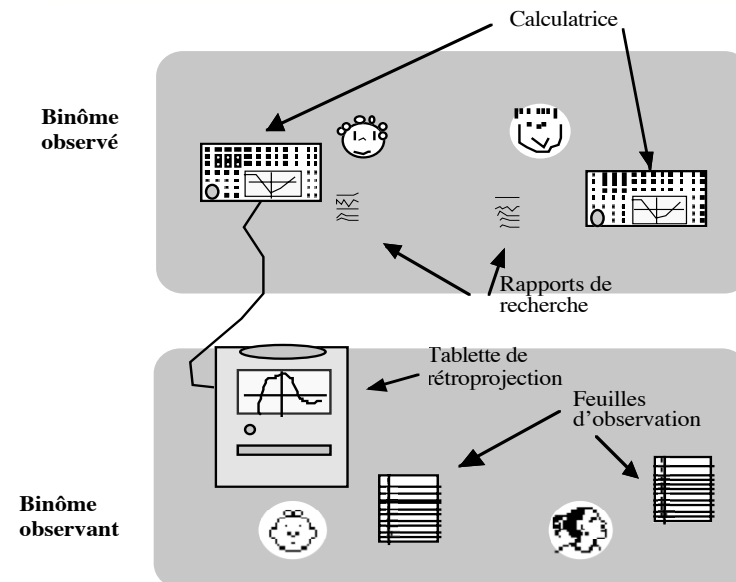 Calculatrice
Binôme
observé
Rapports de
recherche
Tablette de
rétroprojection
Feuilles
d’observation
Binôme
observant